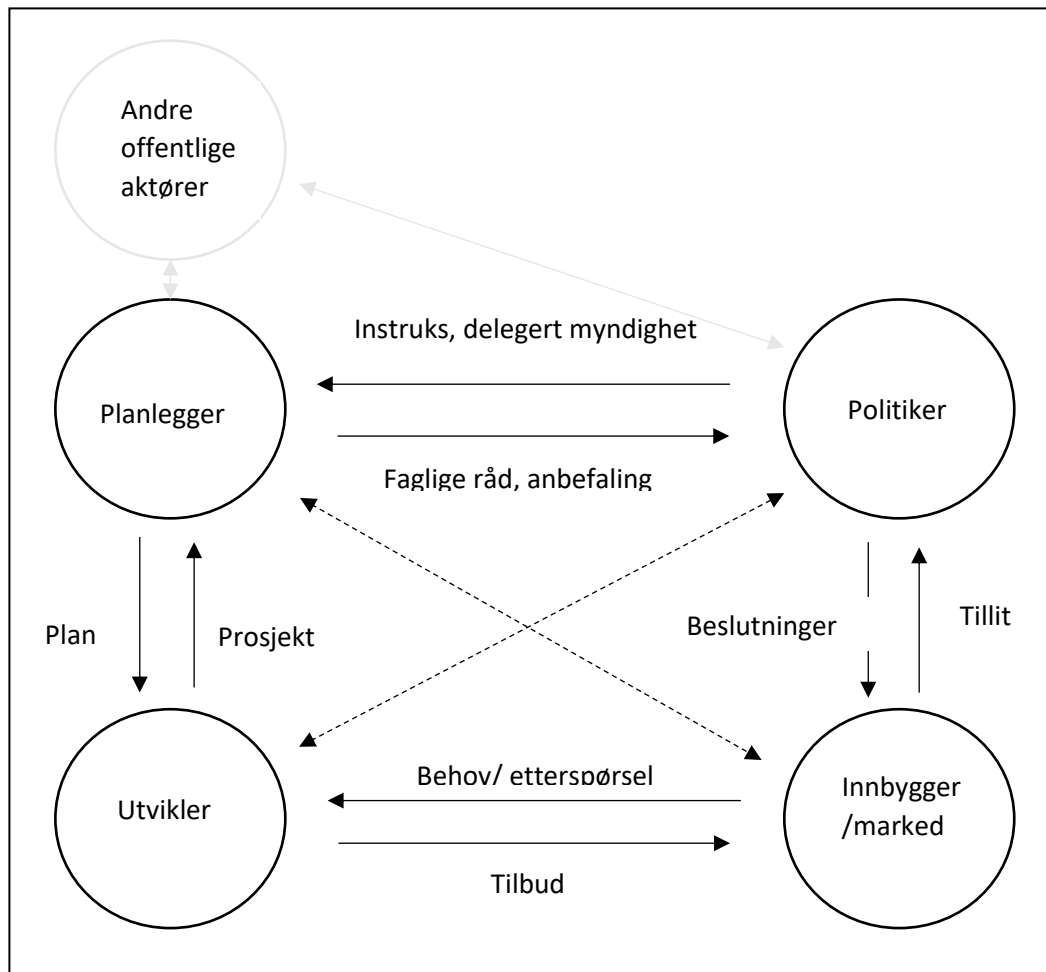 Andre
offentlige
aktører
Instruks, delegert myndighet
Planlegger
Politiker
Faglige råd, anbefaling
Plan
Prosjekt
Beslutninger
Tillit
Behov/ etterspørsel
Utvikler
Innbygger
/marked
Tilbud